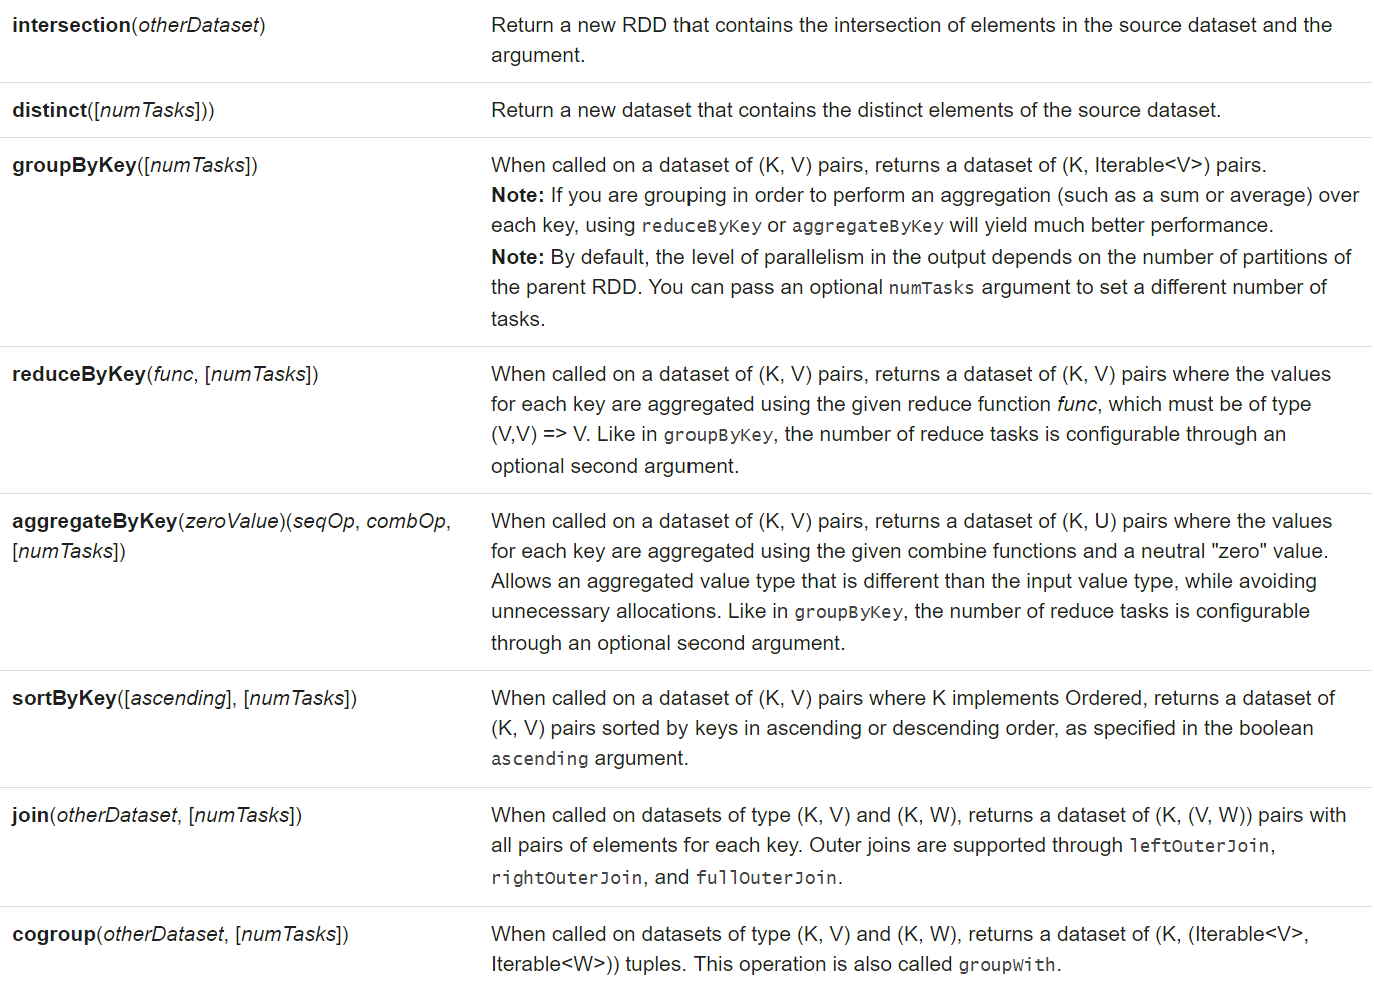 intersection(otherDataset)
Return a new RDD that contains the intersection of elements in the source dataset and the
argument.
distinct([numTasks]))
Return a new dataset that contains the distinct elements of the source dataset.
groupByKey([numTasks])
When called on a dataset of (K, V) pairs, returns a dataset of (K, Iterable<V>) pairs.
Note: If you are grouping in order to perform an aggregation (such as a sum or average) over
each key, using reduceByKey or aggregateByKey will yield much better performance.
Note: By default, the level of parallelism in the output depends on the number of partitions of
the parent RDD. You can pass an optional numTasks argument to set a different number of
tasks.
reduceByKey(func, [numTasks])
When called on a dataset of (K, V) pairs, returns a dataset of (K, V) pairs where the values
for each key are aggregated using the given reduce function func, which must be of type
(V,V) => V. Like in groupByKey, the number of reduce tasks is configurable through an
optional second argument.
aggregateByKey(zeroValue)(seqOp, combOp,
[numTasks])
When called on a dataset of (K, V) pairs, returns a dataset of (K, U) pairs where the values
for each key are aggregated using the given combine functions and a neutral "zero" value.
Allows an aggregated value type that is different than the input value type, while avoiding
unnecessary allocations. Like in groupByKey, the number of reduce tasks is configurable
through an optional second argument.
sortByKey([ascending], [numTasks])
When called on a dataset of (K, V) pairs where K implements Ordered, returns a dataset of
(K, V) pairs sorted by keys in ascending or descending order, as specified in the boolean
ascending argument.
join(otherDataset, [numTasks])
When called on datasets of type (K, V) and (K, W), returns a dataset of (K, (V, W)) pairs with
all pairs of elements for each key. Outer joins are supported through leftOuterJoin,
rightOuterJoin, and fullOuterJoin.
cogroup(otherDataset, [numTasks])
When called on datasets of type (K, V) and (K, W), returns a dataset of (K, (Iterable<V>,
Iterable<W>)) tuples. This operation is also called groupWith.